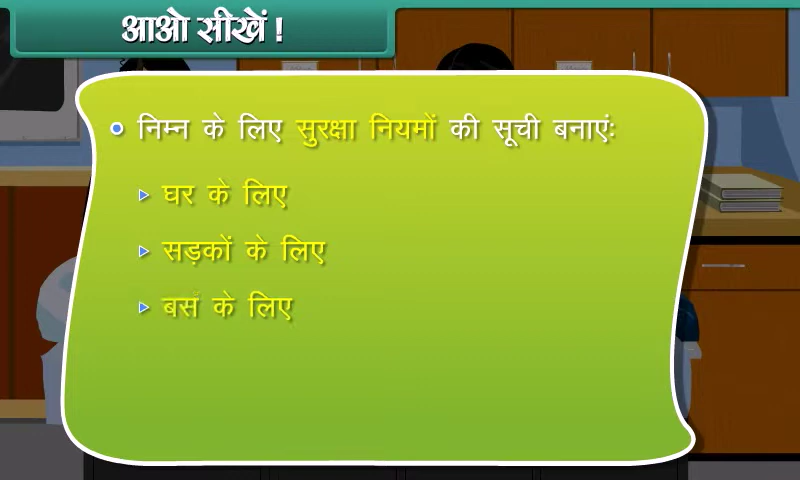 आओ सीखें!
निम्न के लिए सुरक्षा नियमों की सूची बनाएं:
घर के लिए
सड़कों के लिए
बसं के लिए